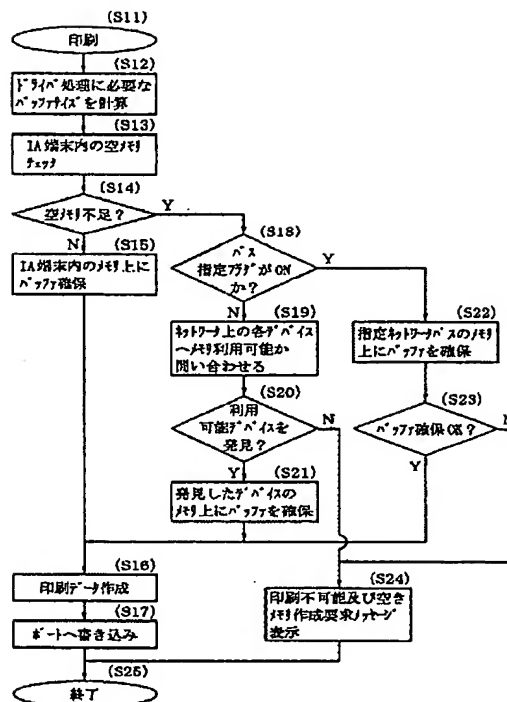 (S11)
印刷
(S12)
ドライバ処理に必要な
バッファサイズを計算
(S13)
IA端末内の空メモリ
チェック
(S14)
空メモリ不足?
Y
N
(S15)
IA端末内のメモリ上に
バッファ確保
(S18)
パス
指定フラグがON
か?
Y
N
(S19)
ネットワーク上の各デバイス
へメモリ利用可能か
問い合わせる
(S20)
利用
可能デバイスを
発見?
N
Y
(S21)
発見したデバイスの
メモリ上にバッファを確保
(S22)
指定ネットワークパスのメモリ
上にバッファを確保
(S23)
バッファ確保OK?
N
Y
(S16)
印刷データ作成
(S17)
ポートへ書き込み
(S24)
印刷不可能及び空き
メモリ作成要求メッセージ
表示
(S25)
終了